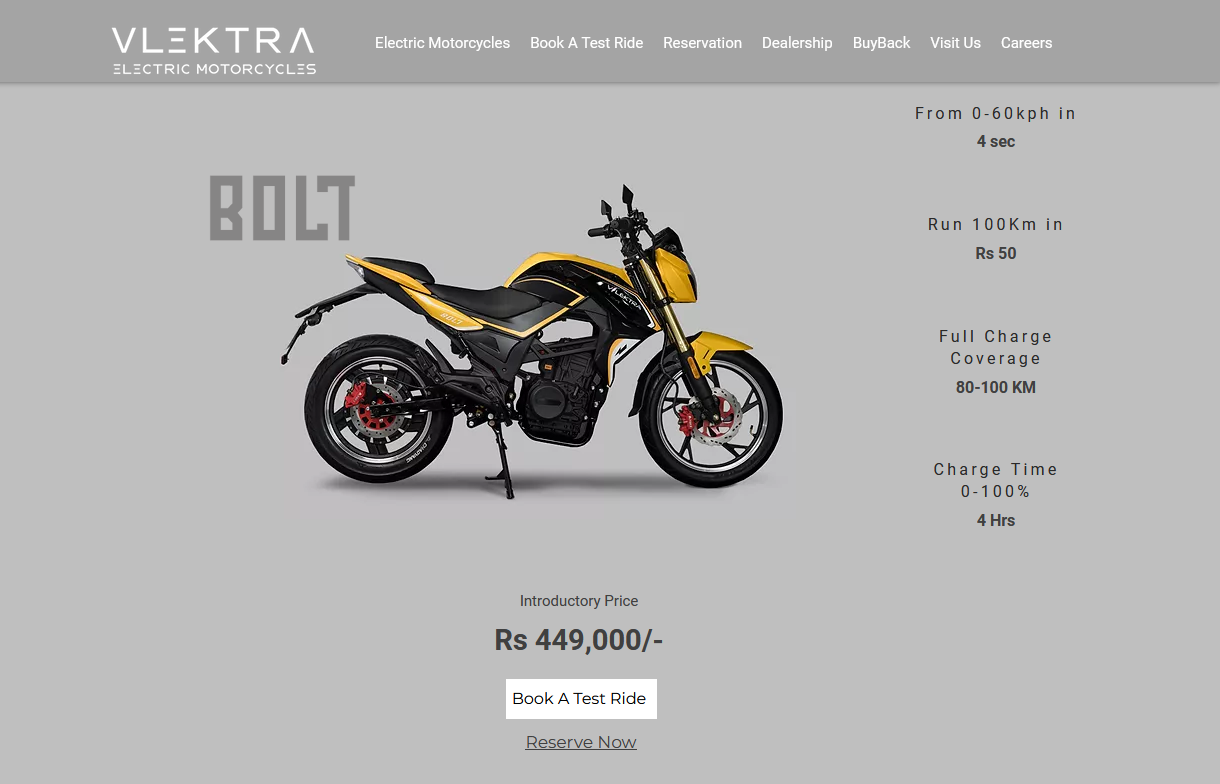 VLEKTRA
ELECTRIC MOTORCYCLES
Electric Motorcycles
Book A Test Ride
Reservation
Dealership
BuyBack
Visit Us
Careers
BOLT
VLEKTRA
BOLT
From 0-60kph in
4 sec
Run 100Km in
Rs 50
Full Charge
Coverage
80-100 KM
Charge Time
0-100%
4 Hrs
Introductory Price
Rs 449,000/-
Book A Test Ride
Reserve Now